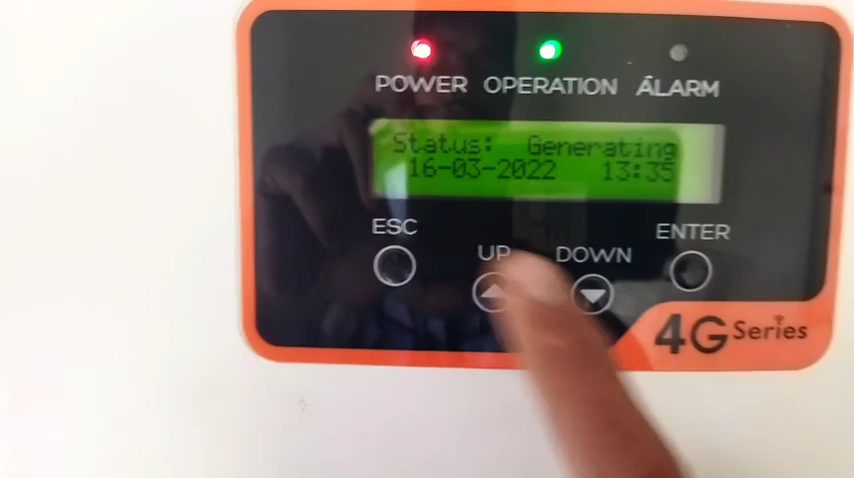 POWER OPERATION ALARM
Status: Generating
16-03-2022 13:35
ESC UP DOWN ENTER
4G Series